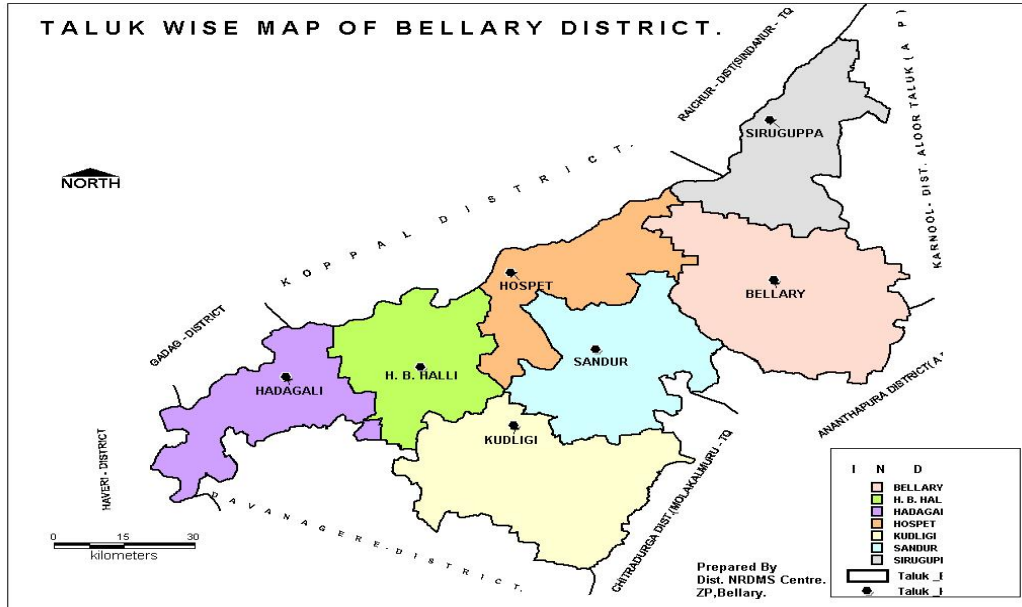 TALUK WISE MAP OF BELLARY DISTRICT.
RAICHUR - DIST(SINDANUR - TQ
KARNOOL - DIST. ALOOR TALUK ( A P )
SIRUGUPPA
NORTH
KOPPAL DISTRICT.
HOSPET
BELLARY
GADAG - DISTRICT
SANDUR
H. B. HALLI
HADAGALI
KUDLIGI
ANANTHAPURA DISTRICT( A
HAVERI - DISTRICT
DAVANAGERE - DISTRICT.
CHITRADURGA DIST.(MOLAKALMURU - TQ
0 15 30
kilometers
I N D
BELLARY
H. B. HAL
HADAGAI
HOSPET
KUDLIGI
SANDUR
SIRUGUPI
Taluk _
Taluk _
Prepared By
Dist. NRDMS Centre.
ZP,Bellary.